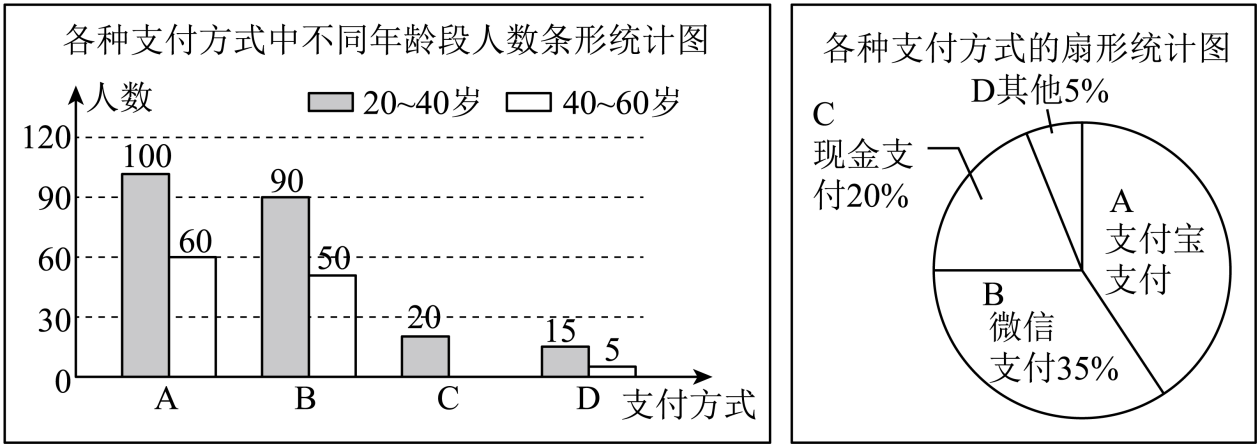 各种支付方式中不同年龄段人数条形统计图
人数
20~40岁
40~60岁
120
90
60
30
0
100
60
90
50
20
15
5
A
B
C
D
支付方式
各种支付方式的扇形统计图
D其他5%
C
现金支
付20%
A
支付宝
支付
B
微信
支付35%